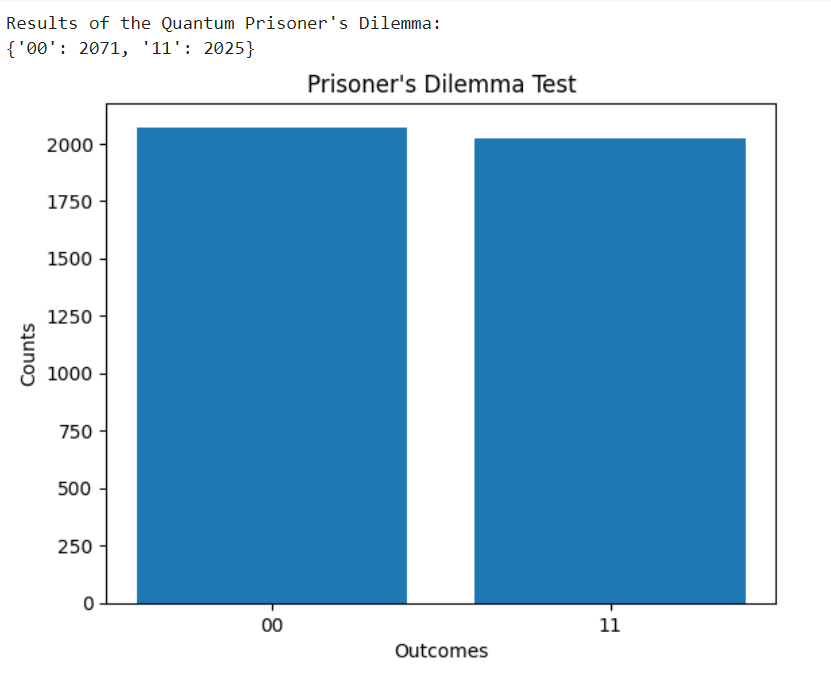 Results of the Quantum Prisoner's Dilemma:
{'00': 2071, '11': 2025}
Prisoner's Dilemma Test
2000
1750
1500
1250
1000
750
500
250
0
Counts
00 11
Outcomes